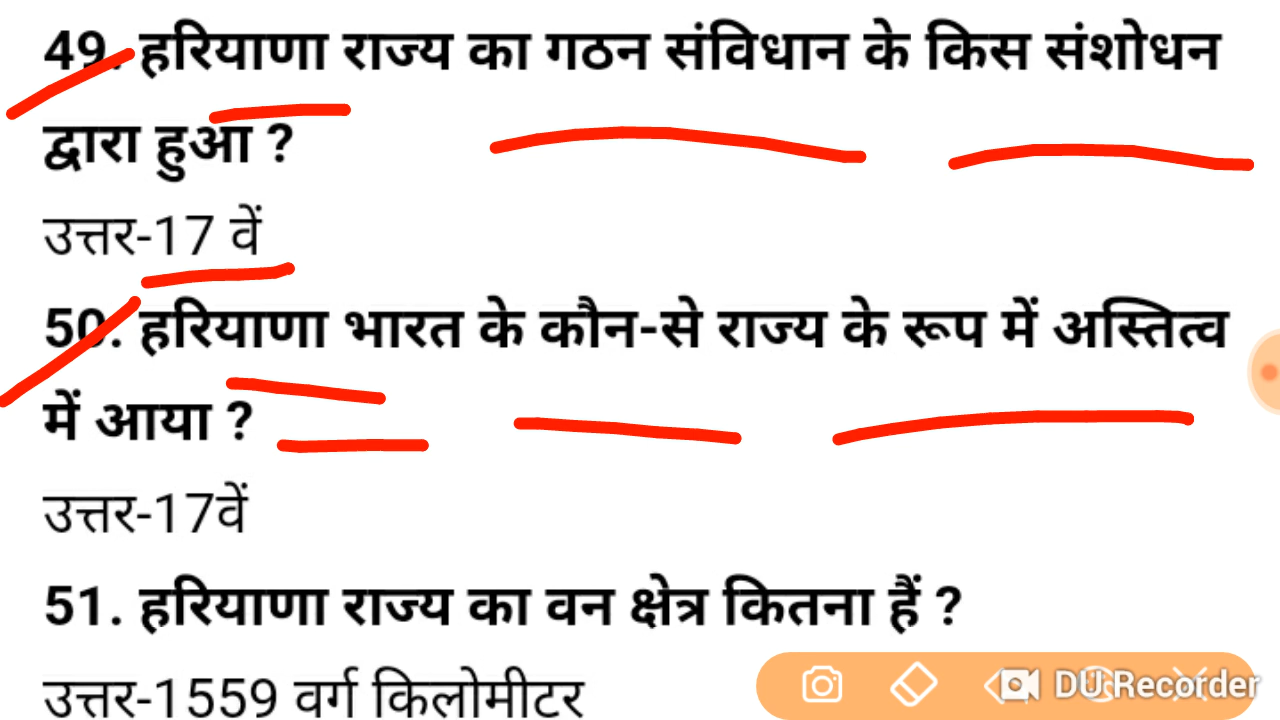 49. हरियाणा राज्य का गठन संविधान के किस संशोधन
द्वारा हुआ ?
उत्तर-17 वें
50. हरियाणा भारत के कौन-से राज्य के रूप में अस्तित्व
में आया ?
उत्तर-17वें
51. हरियाणा राज्य का वन क्षेत्र कितना हैं ?
उत्तर-1559 वर्ग किलोमीटर
DU Recorder